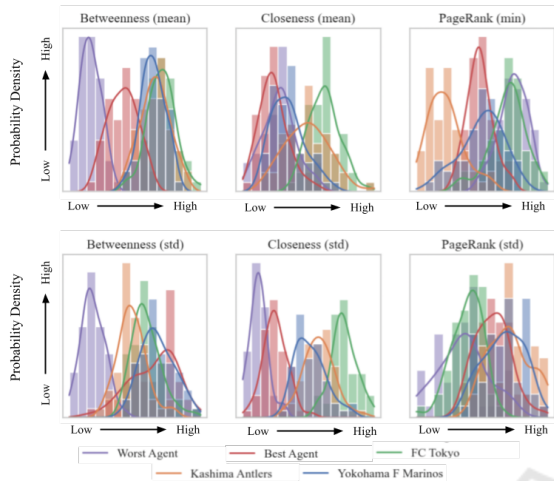 Betweenness (mean) Closeness (mean) PageRank (min)
Probability Density
Low High
Low High Low High Low High
Betweenness (std) Closeness (std) PageRank (std)
Probability Density
Low High
Low High Low High Low High
Worst Agent Best Agent FC Tokyo
Kashima Antlers Yokohama F Marinos